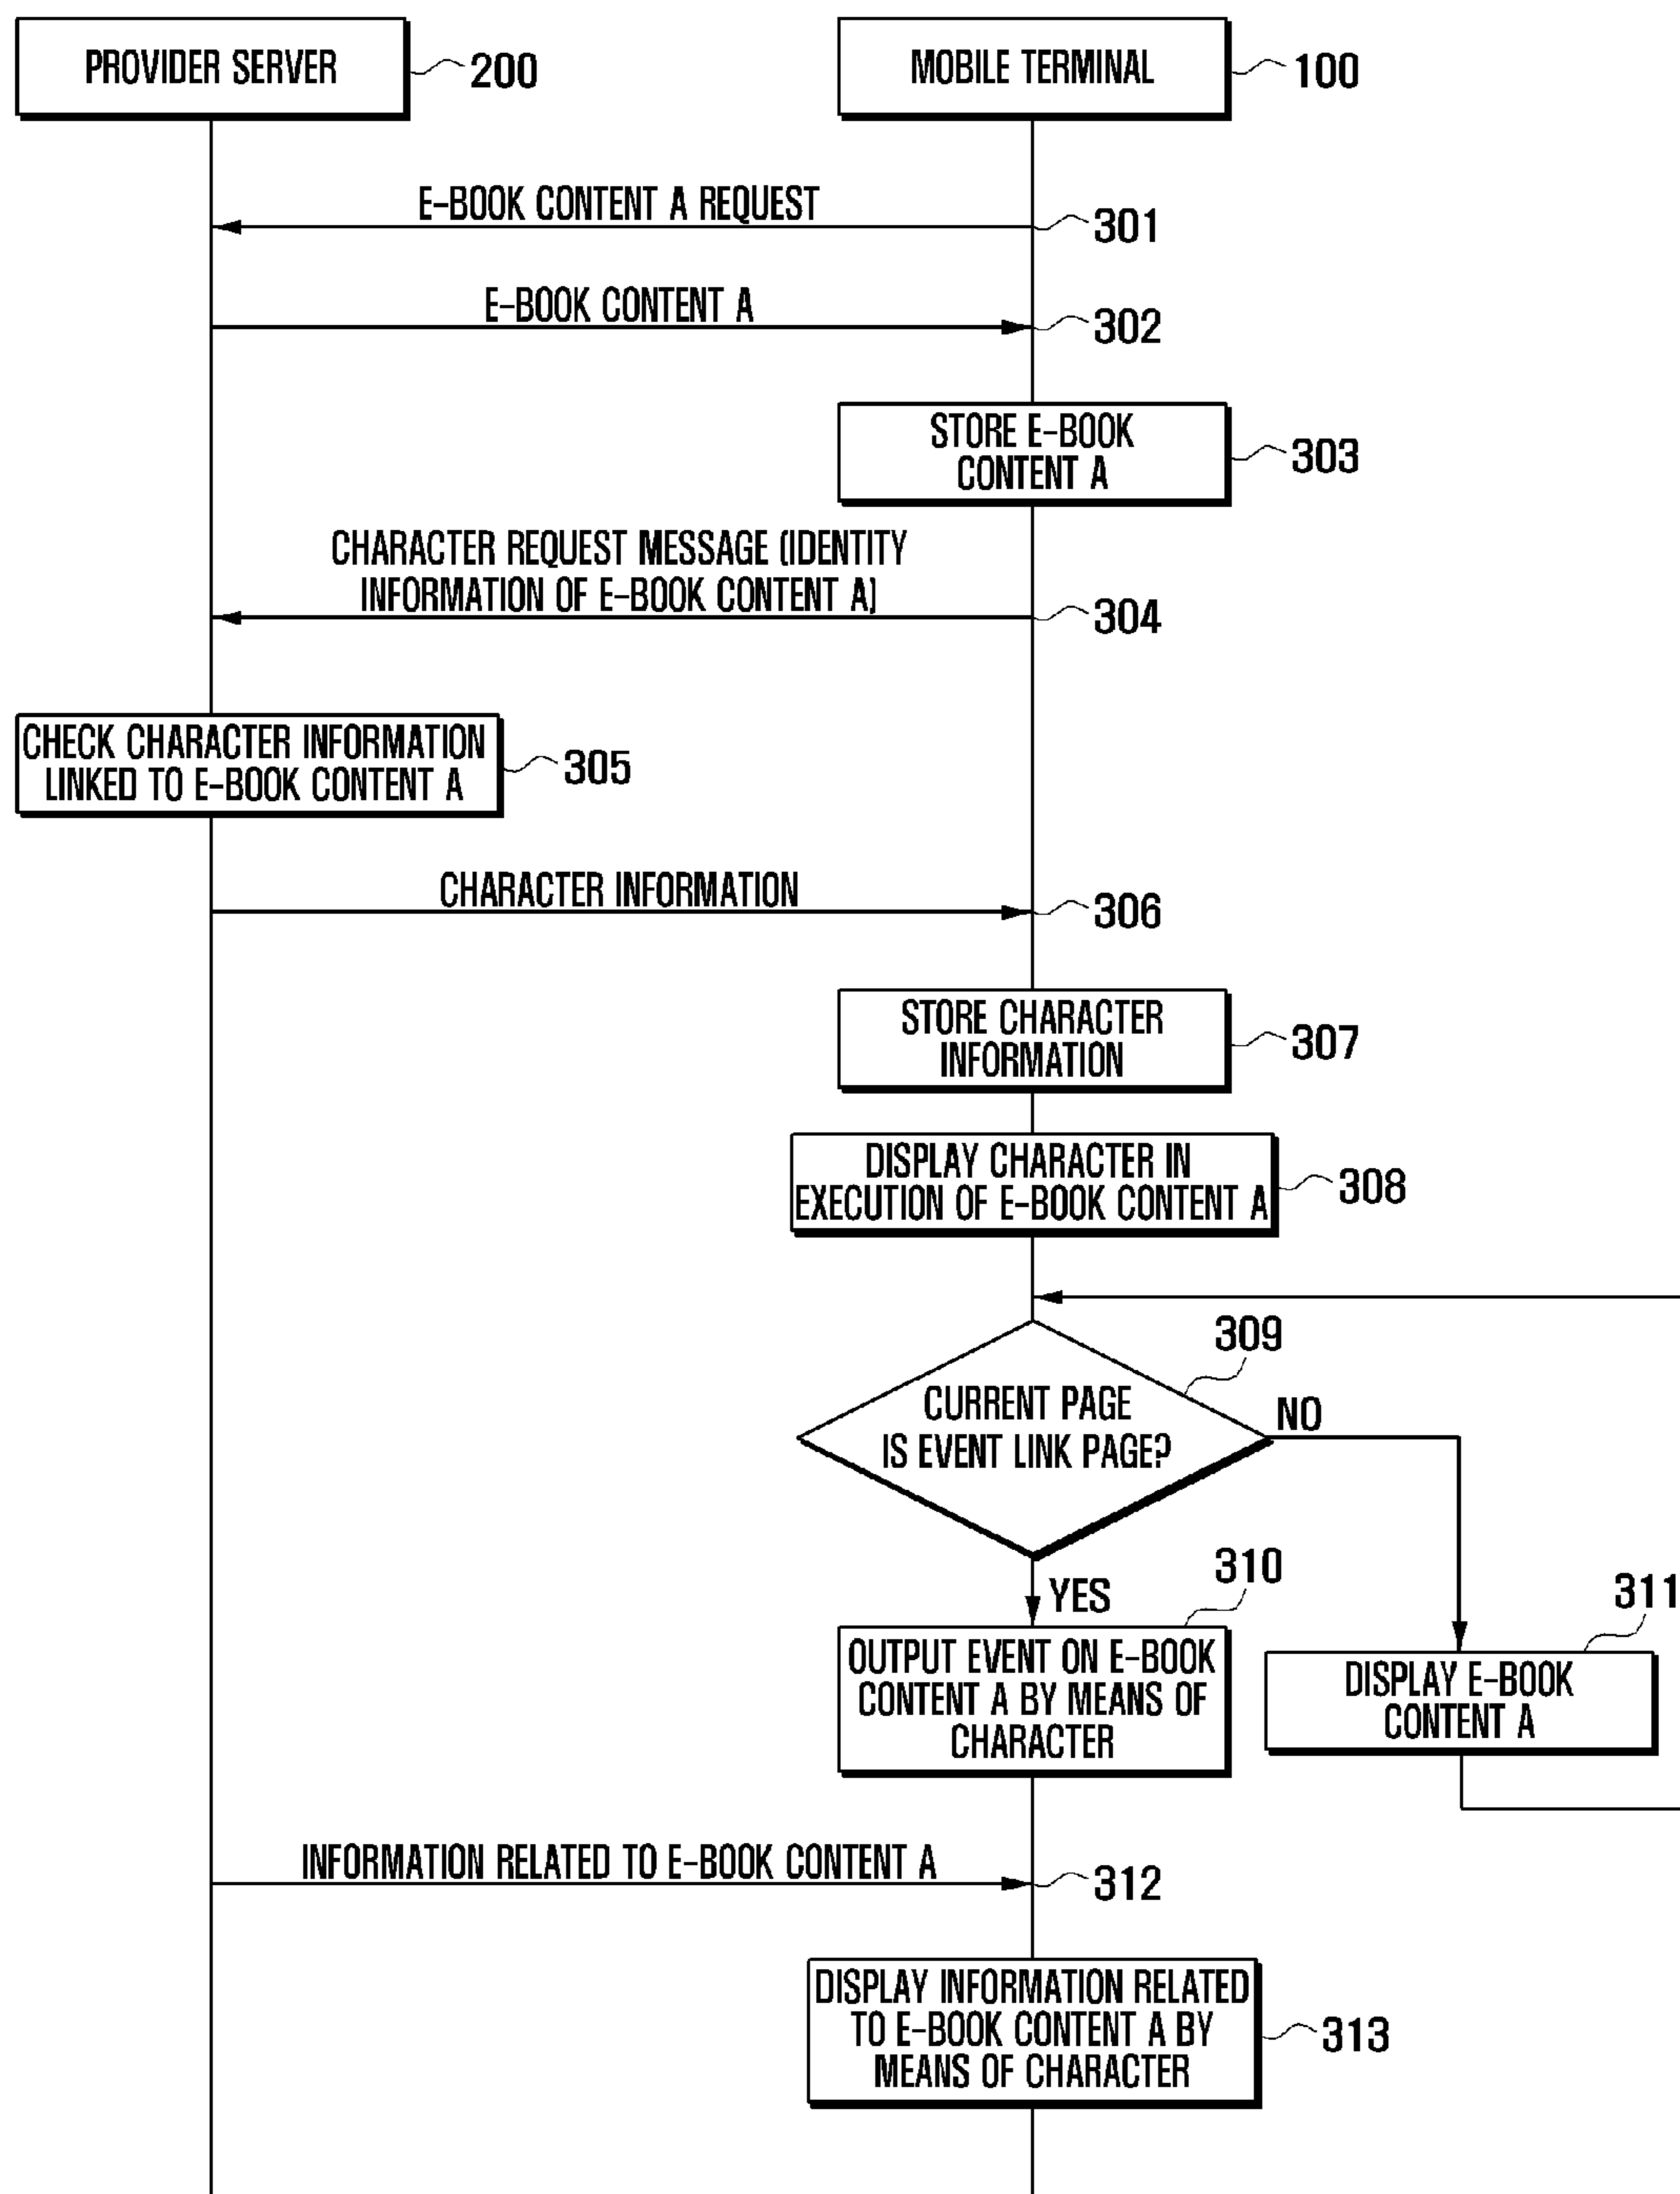 PROVIDER SERVER
200
MOBILE TERMINAL
100
E-BOOK CONTENT A REQUEST
301
E-BOOK CONTENT A
302
STORE E-BOOK
CONTENT A
303
CHARACTER REQUEST MESSAGE (IDENTITY
INFORMATION OF E-BOOK CONTENT A)
304
CHECK CHARACTER INFORMATION
LINKED TO E-BOOK CONTENT A
305
CHARACTER INFORMATION
306
STORE CHARACTER
INFORMATION
307
DISPLAY CHARACTER IN
EXECUTION OF E-BOOK CONTENT A
308
309
CURRENT PAGE
IS EVENT LINK PAGE?
NO
YES
310
OUTPUT EVENT ON E-BOOK
CONTENT A BY MEANS OF
CHARACTER
311
DISPLAY E-BOOK
CONTENT A
INFORMATION RELATED TO E-BOOK CONTENT A
312
DISPLAY INFORMATION RELATED
TO E-BOOK CONTENT A BY
MEANS OF CHARACTER
313